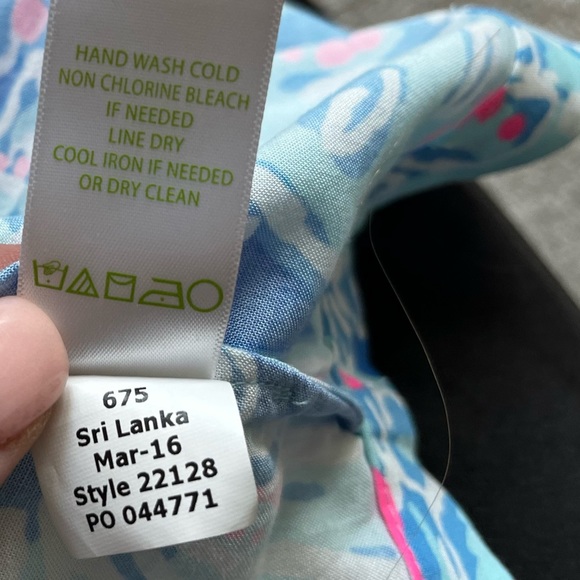 HAND WASH COLD
NON CHLORINE BLEACH
IF NEEDED
LINE DRY
COOL IRON IF NEEDED
OR DRY CLEAN
675
Sri Lanka
Mar-16
Style 22128
PO 044771